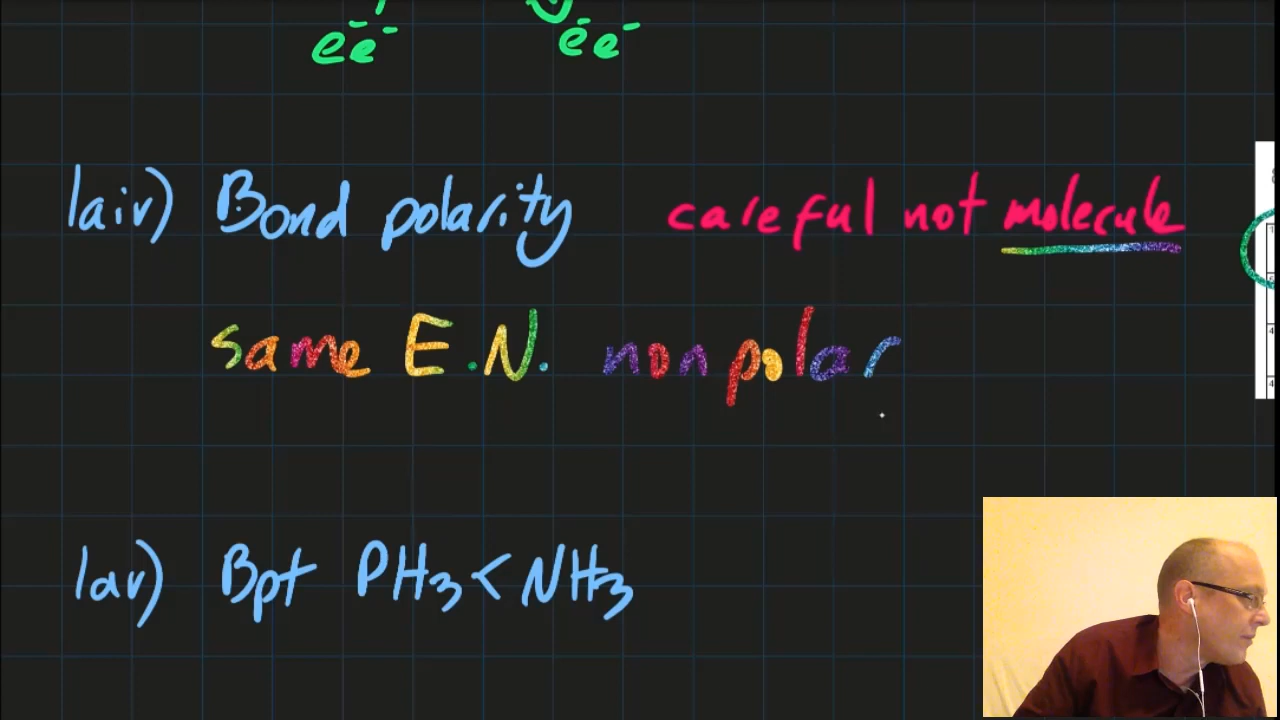 e⁻e⁻ e⁻e⁻
1aiv) Bond polarity careful not molecule
same E.N. nonpolar
1av) Bpt PH₃ < NH₃